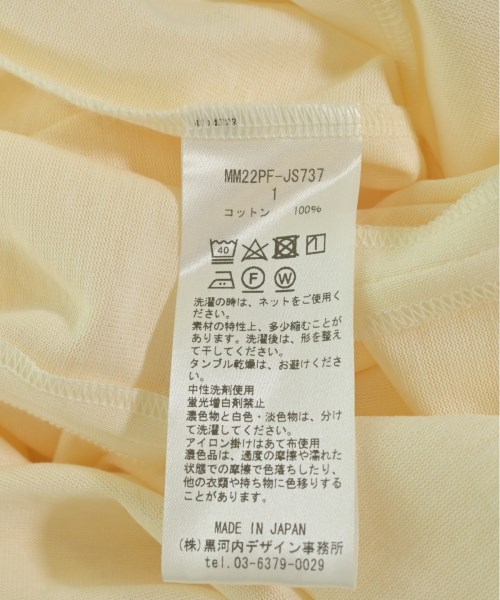 MM22PF-JS737
1
コットン 100%
40
F W
洗濯の時は、ネットをご使用く
ださい。
素材の特性上、多少縮むことが
あります。洗濯後は、形を整え
て干してください。
タンブル乾燥は、お避けくださ
い。
中性洗剤使用
蛍光増白剤禁止
濃色物と白色・淡色物は、分け
て洗濯してください。
アイロン掛けはあて布使用
濃色品は、過度の摩擦や濡れた
状態での摩擦で色落ちしたり、
他の衣類や持ち物に色移りする
ことがあります。
MADE IN JAPAN
(株)黒河内デザイン事務所
tel.03-6379-0029